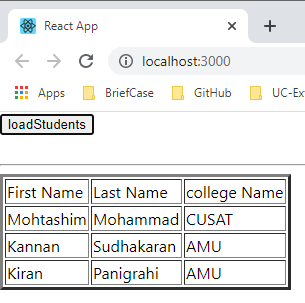 React App
localhost:3000
Apps BriefCase GitHub UC-Ex
loadStudents
First Name Last Name college Name
Mohtashim Mohammad CUSAT
Kannan Sudhakaran AMU
Kiran Panigrahi AMU